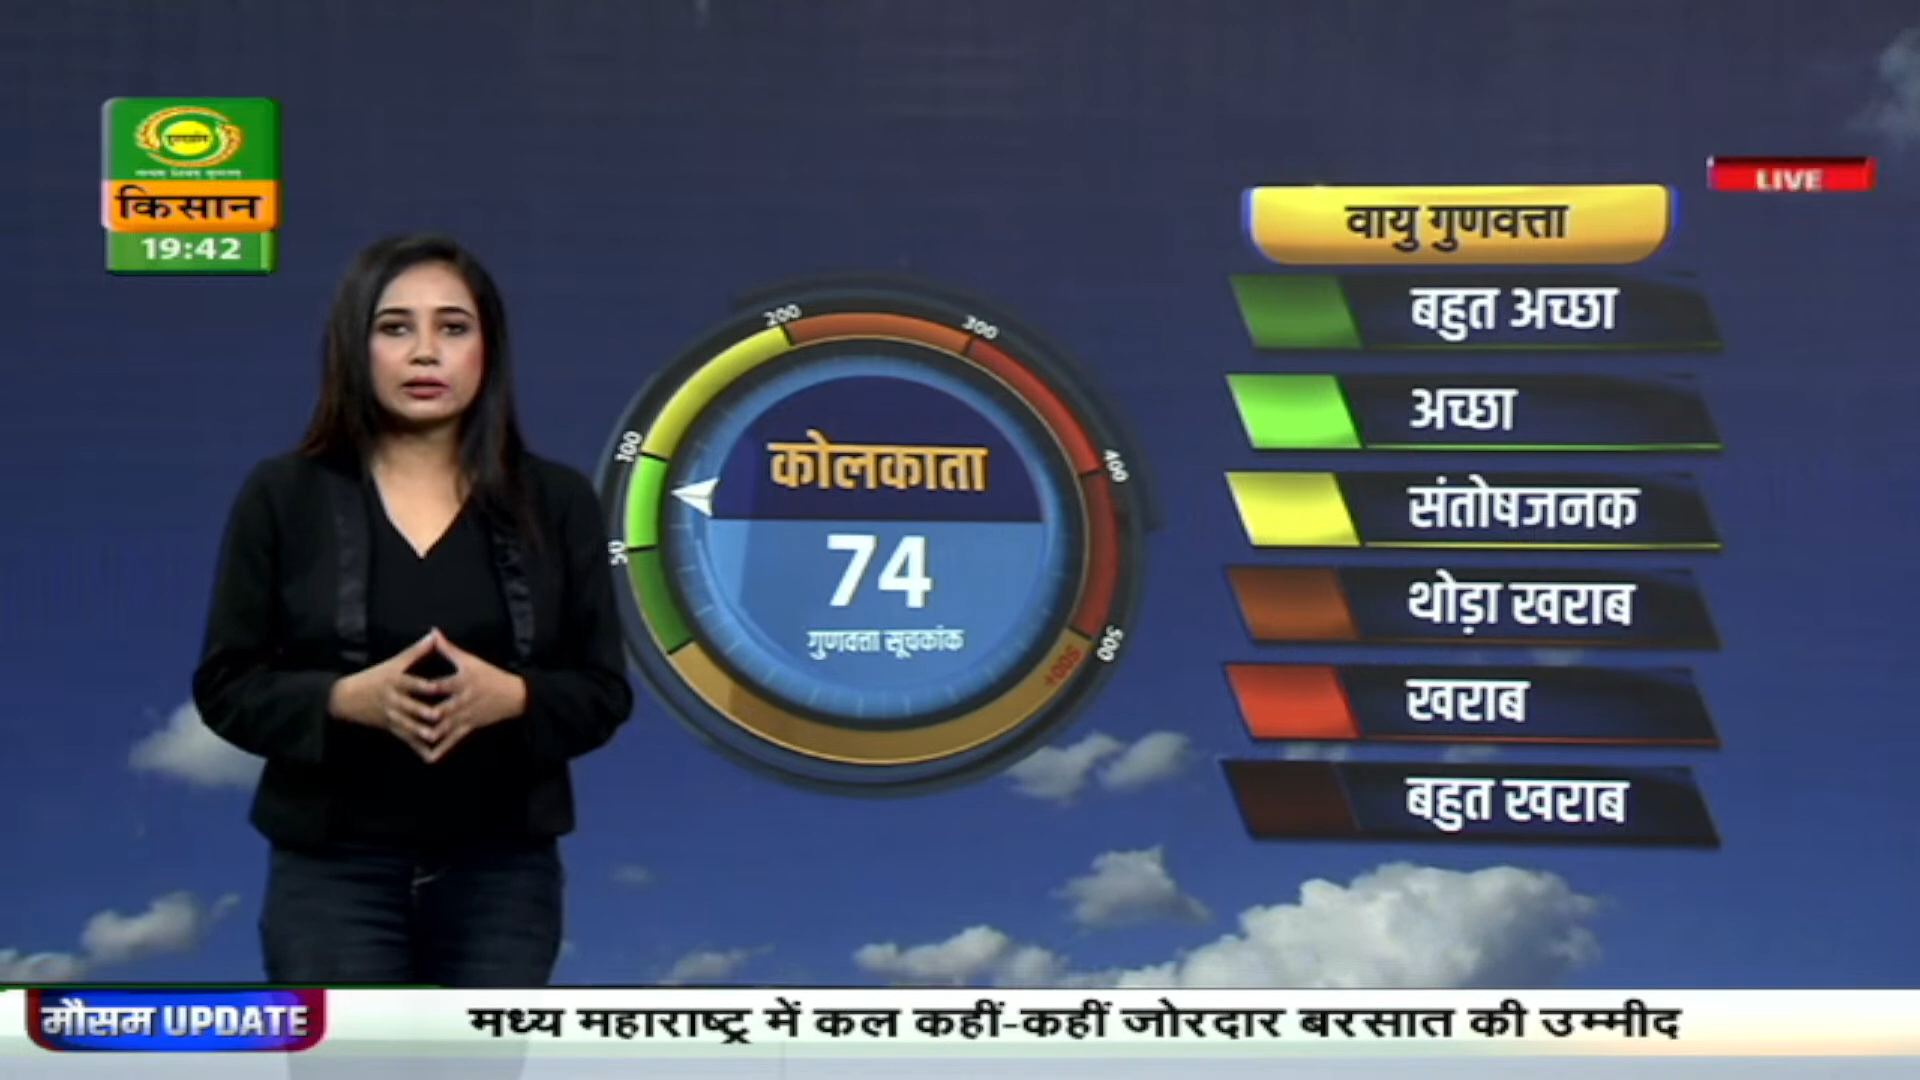 किसान
19:42
LIVE
वायु गुणवत्ता
बहुत अच्छा
अच्छा
संतोषजनक
थोड़ा खराब
खराब
बहुत खराब
50
100
200
300
400
500
500+
कोलकाता
74
गुणवत्ता सूचकांक
मौसम UPDATE
मध्य महाराष्ट्र में कल कहीं-कहीं जोरदार बरसात की उम्मीद